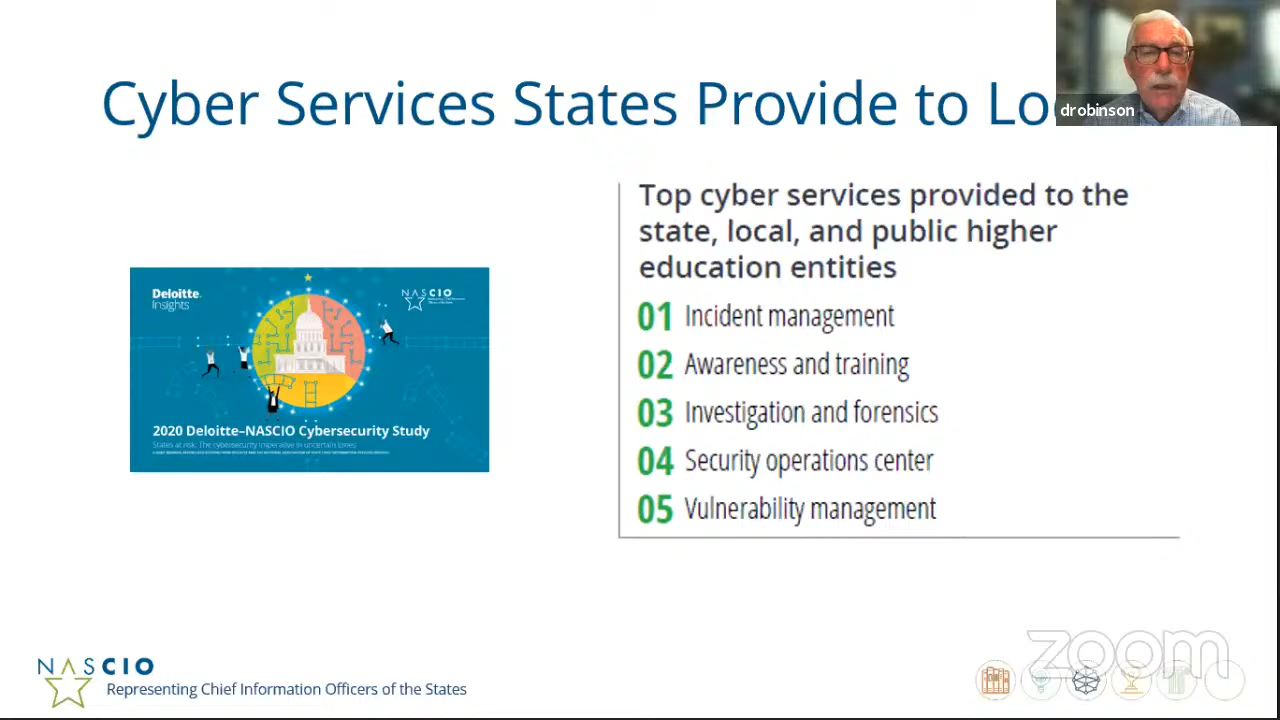 Cyber Services States Provide to Lo
drobinson
Top cyber services provided to the
state, local, and public higher
education entities
01 Incident management
02 Awareness and training
03 Investigation and forensics
04 Security operations center
05 Vulnerability management
Deloitte.
Insights
NASCIO
2020 Deloitte–NASCIO Cybersecurity Study
States at risk: The cybersecurity imperative in uncertain times
NASCIO
Representing Chief Information Officers of the States
zoom